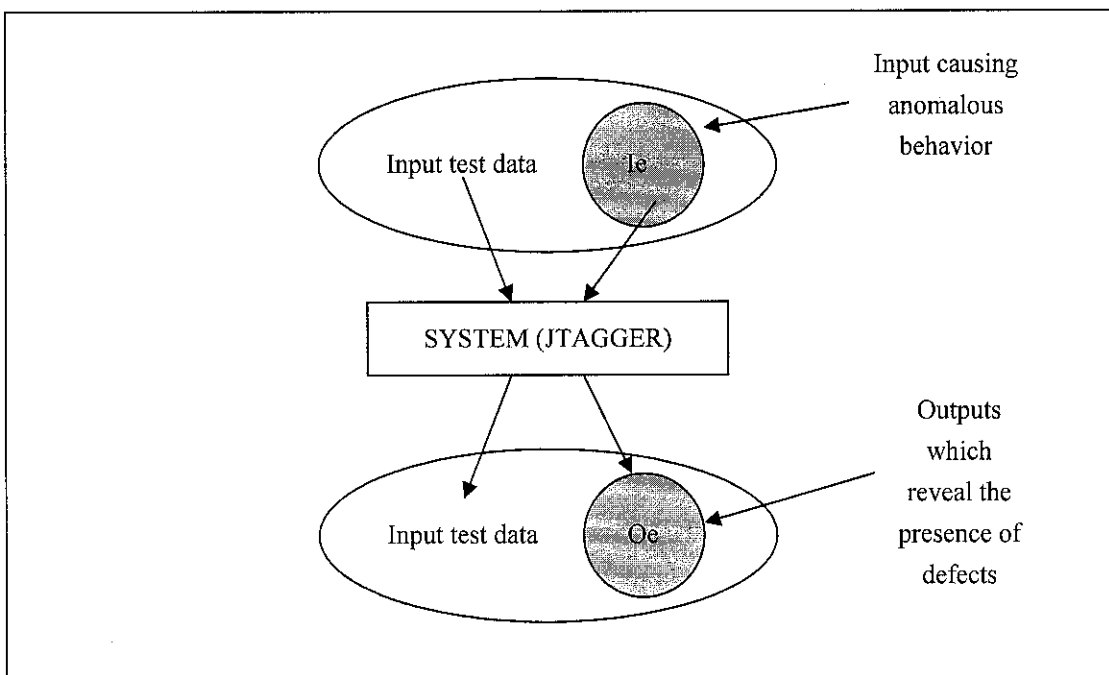 Input causing
anomalous
behavior
Input test data
Ie
SYSTEM (JTAGGER)
Outputs
which
reveal the
presence of
defects
Input test data
Oe